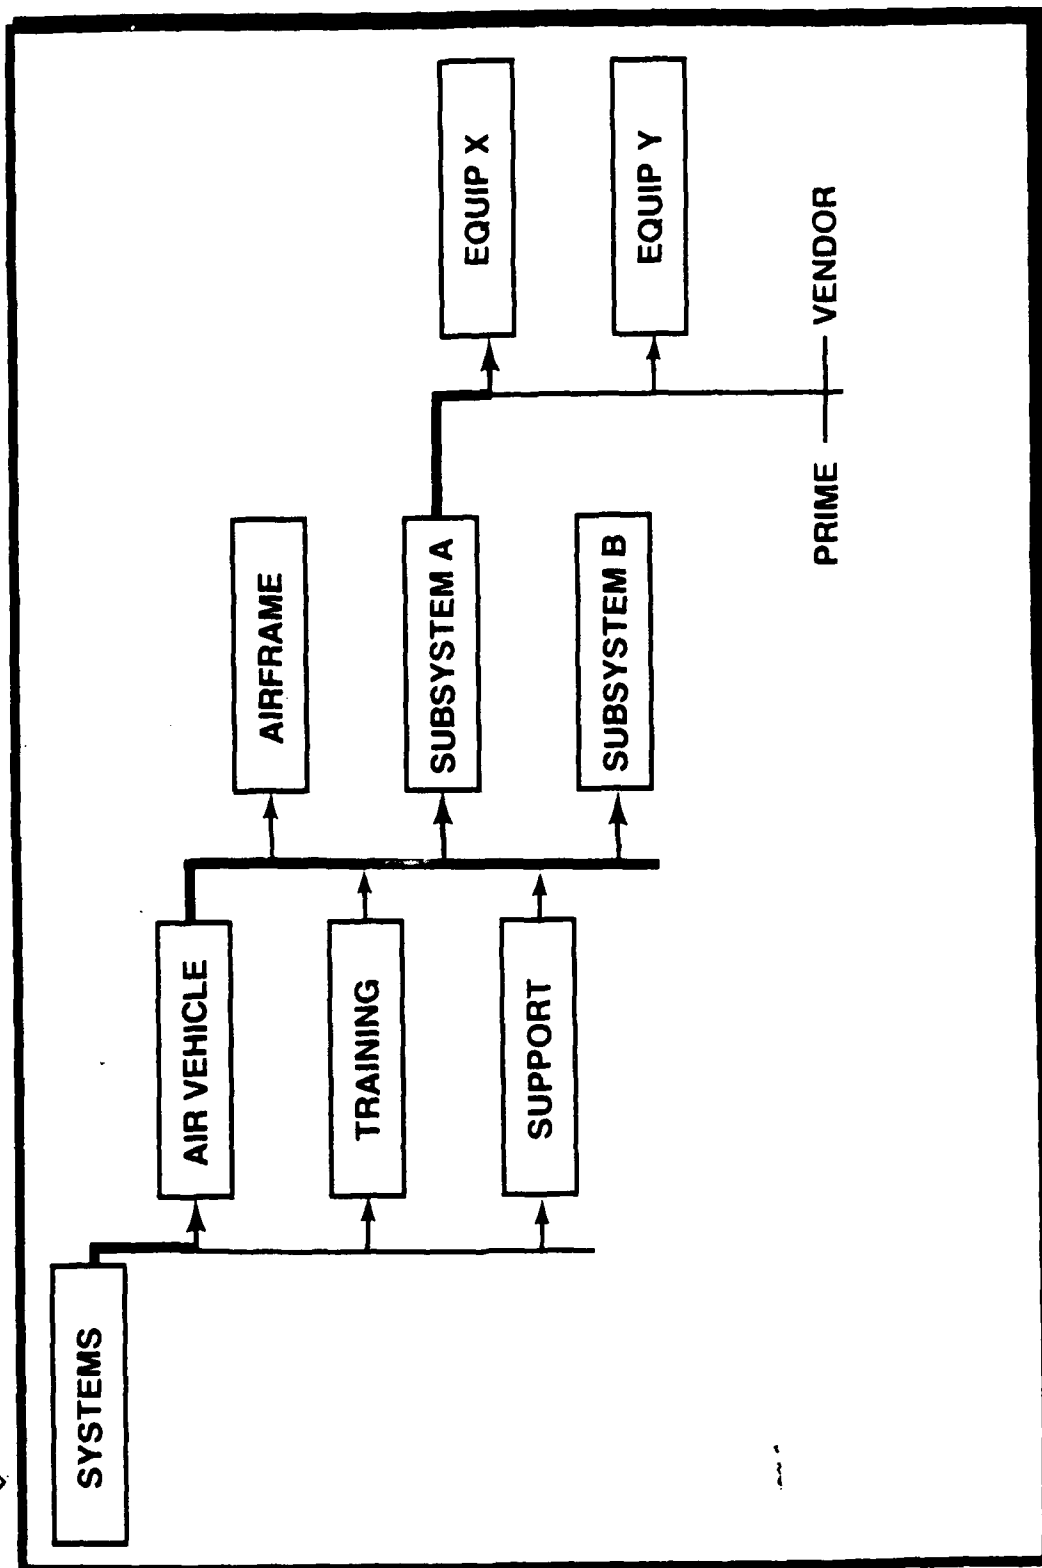 SYSTEMS
AIR VEHICLE
TRAINING
SUPPORT
AIRFRAME
SUBSYSTEM A
SUBSYSTEM B
EQUIP X
EQUIP Y
PRIME — VENDOR